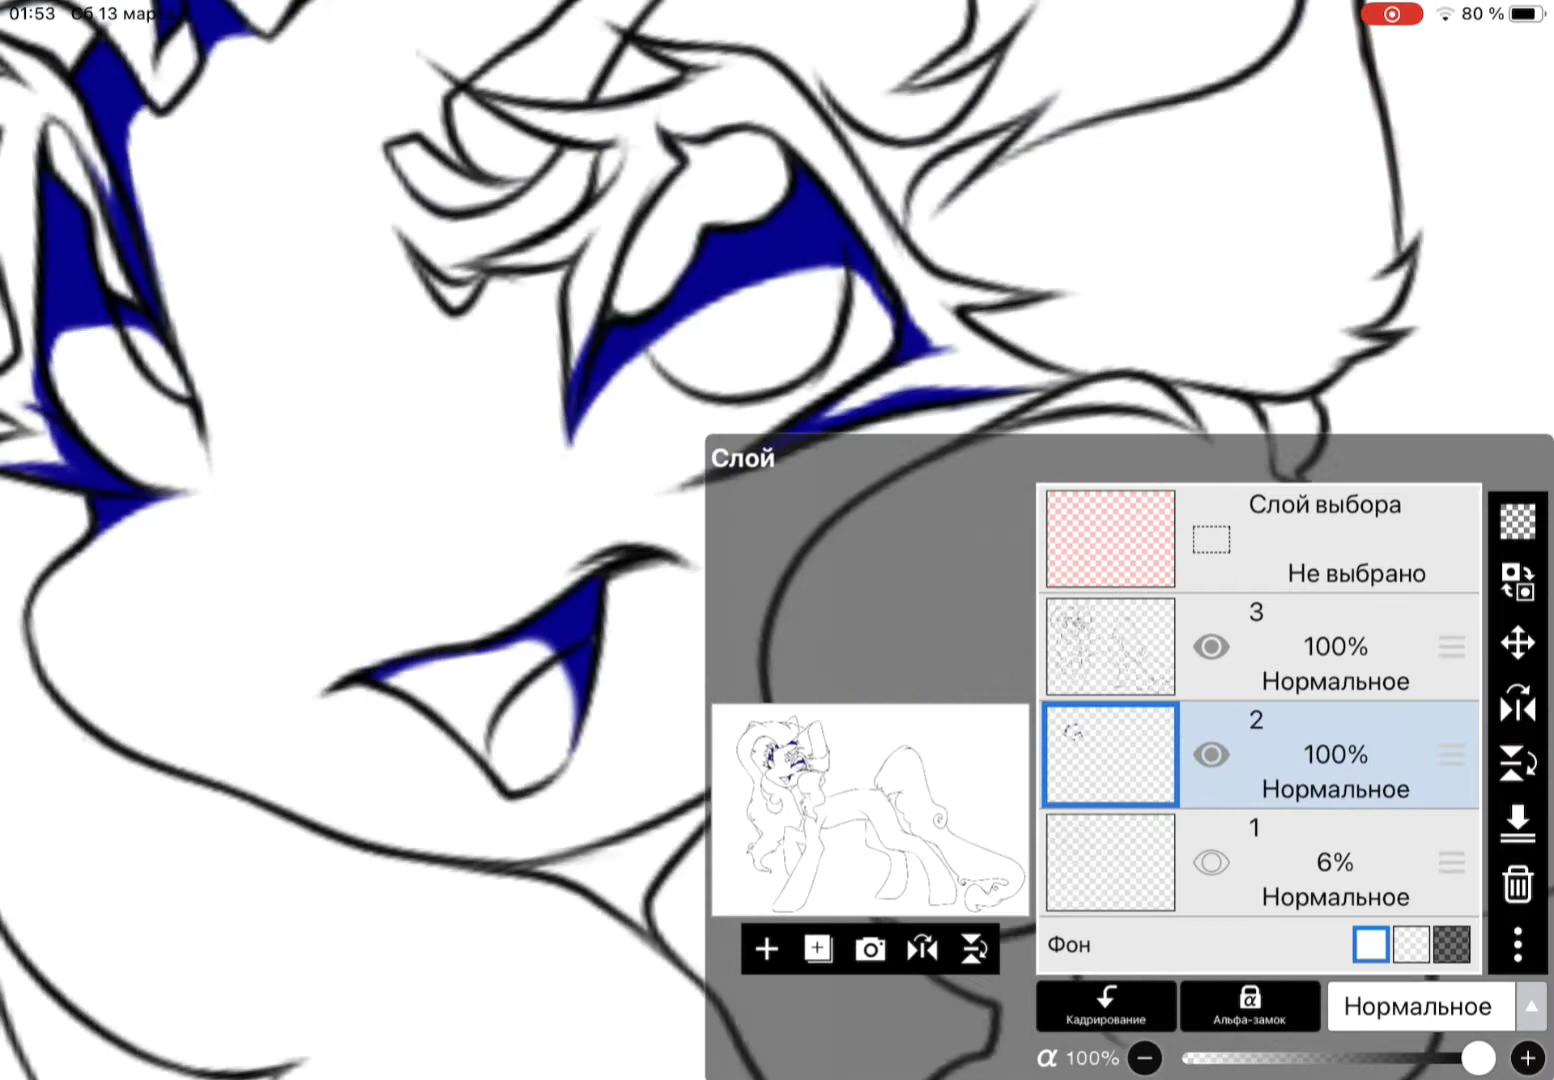 01:53 Сб 13 мар
80 %
Слой
Слой выбора
Не выбрано
3
100%
Нормальное
2
100%
Нормальное
1
6%
Нормальное
Фон
Кадрирование
Альфа-замок
Нормальное
α 100%